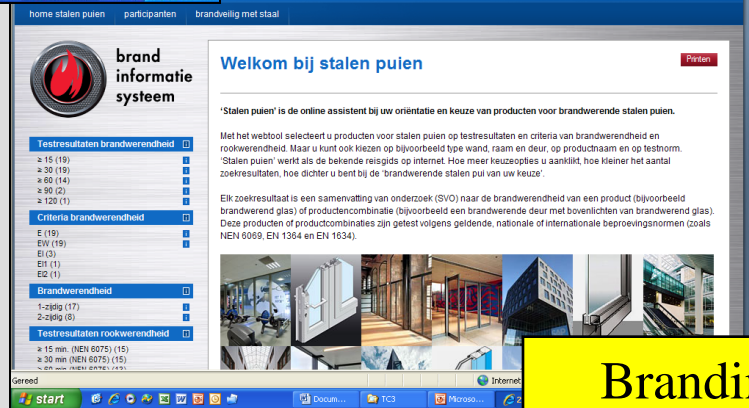 home stalen puien participanten brandveilig met staal
brand
informatie
systeem
Testresultaten brandwerendheid
≥ 15 (19)
≥ 30 (19)
≥ 60 (14)
≥ 90 (2)
≥ 120 (1)
Criteria brandwerendheid
E (19)
EW (19)
EI (3)
EI1 (1)
EI2 (1)
Brandwerendheid
1-zijdig (17)
2-zijdig (8)
Testresultaten rookwerendheid
≥ 15 min. (NEN 6075) (15)
≥ 30 min (NEN 6075) (15)
Welkom bij stalen puien
Printen
'Stalen puien' is de online assistent bij uw oriëntatie en keuze van producten voor brandwerende stalen puien.
Met het webtool selecteert u producten voor stalen puien op testresultaten en criteria van brandwerendheid en
rookwerendheid. Maar u kunt ook kiezen op bijvoorbeeld type wand, raam en deur, op productnaam en op testnorm.
'Stalen puien' werkt als de bekende reisgids op internet. Hoe meer keuzeopties u aanklikt, hoe kleiner het aantal
zoekresultaten, hoe dichter u bent bij de 'brandwerende stalen pui van uw keuze'.
Elk zoekresultaat is een samenvatting van onderzoek (SVO) naar de brandwerendheid van een product (bijvoorbeeld
brandwerend glas) of productencombinatie (bijvoorbeeld een brandwerende deur met bovenlichten van brandwerend glas).
Deze producten of productcombinaties zijn getest volgens geldende, nationale of internationale beproevingsnormen (zoals
NEN 6069, EN 1364 en EN 1634).
Gereed
Internet
start
Docum...
TC3
Microso...
Brandi